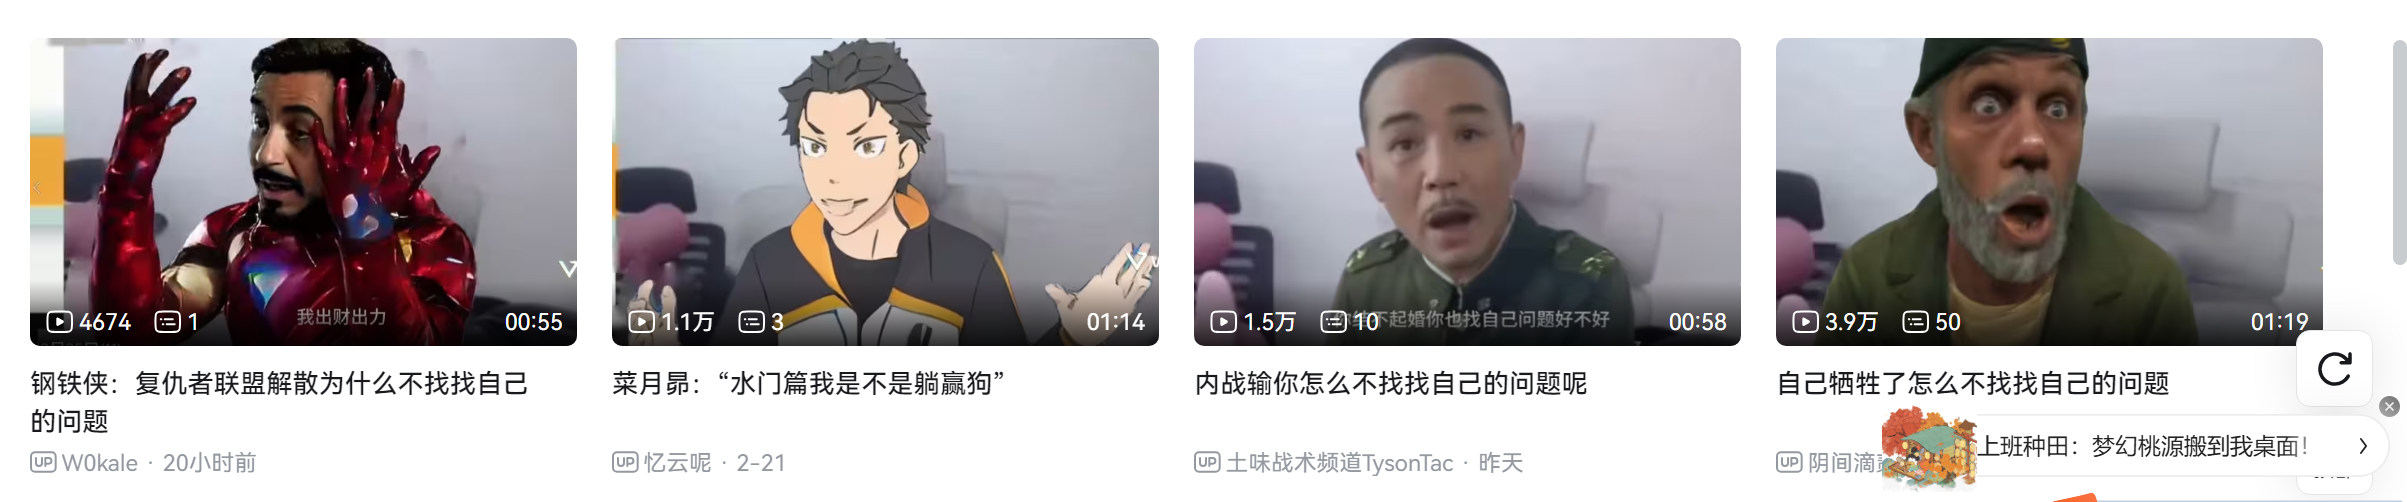 我出财出力
4674 1 00:55
1.1万 3 01:14
不起婚你也找自己问题好不好
1.5万 10 00:58
3.9万 50 01:19
钢铁侠：复仇者联盟解散为什么不找找自己
的问题
UP W0kale · 20小时前
菜月昴：“水门篇我是不是躺赢狗”
UP 忆云呢 · 2-21
内战输你怎么不找找自己的问题呢
UP 土味战术频道TysonTac · 昨天
自己牺牲了怎么不找找自己的问题
UP 阴间滴
上班种田：梦幻桃源搬到我桌面！